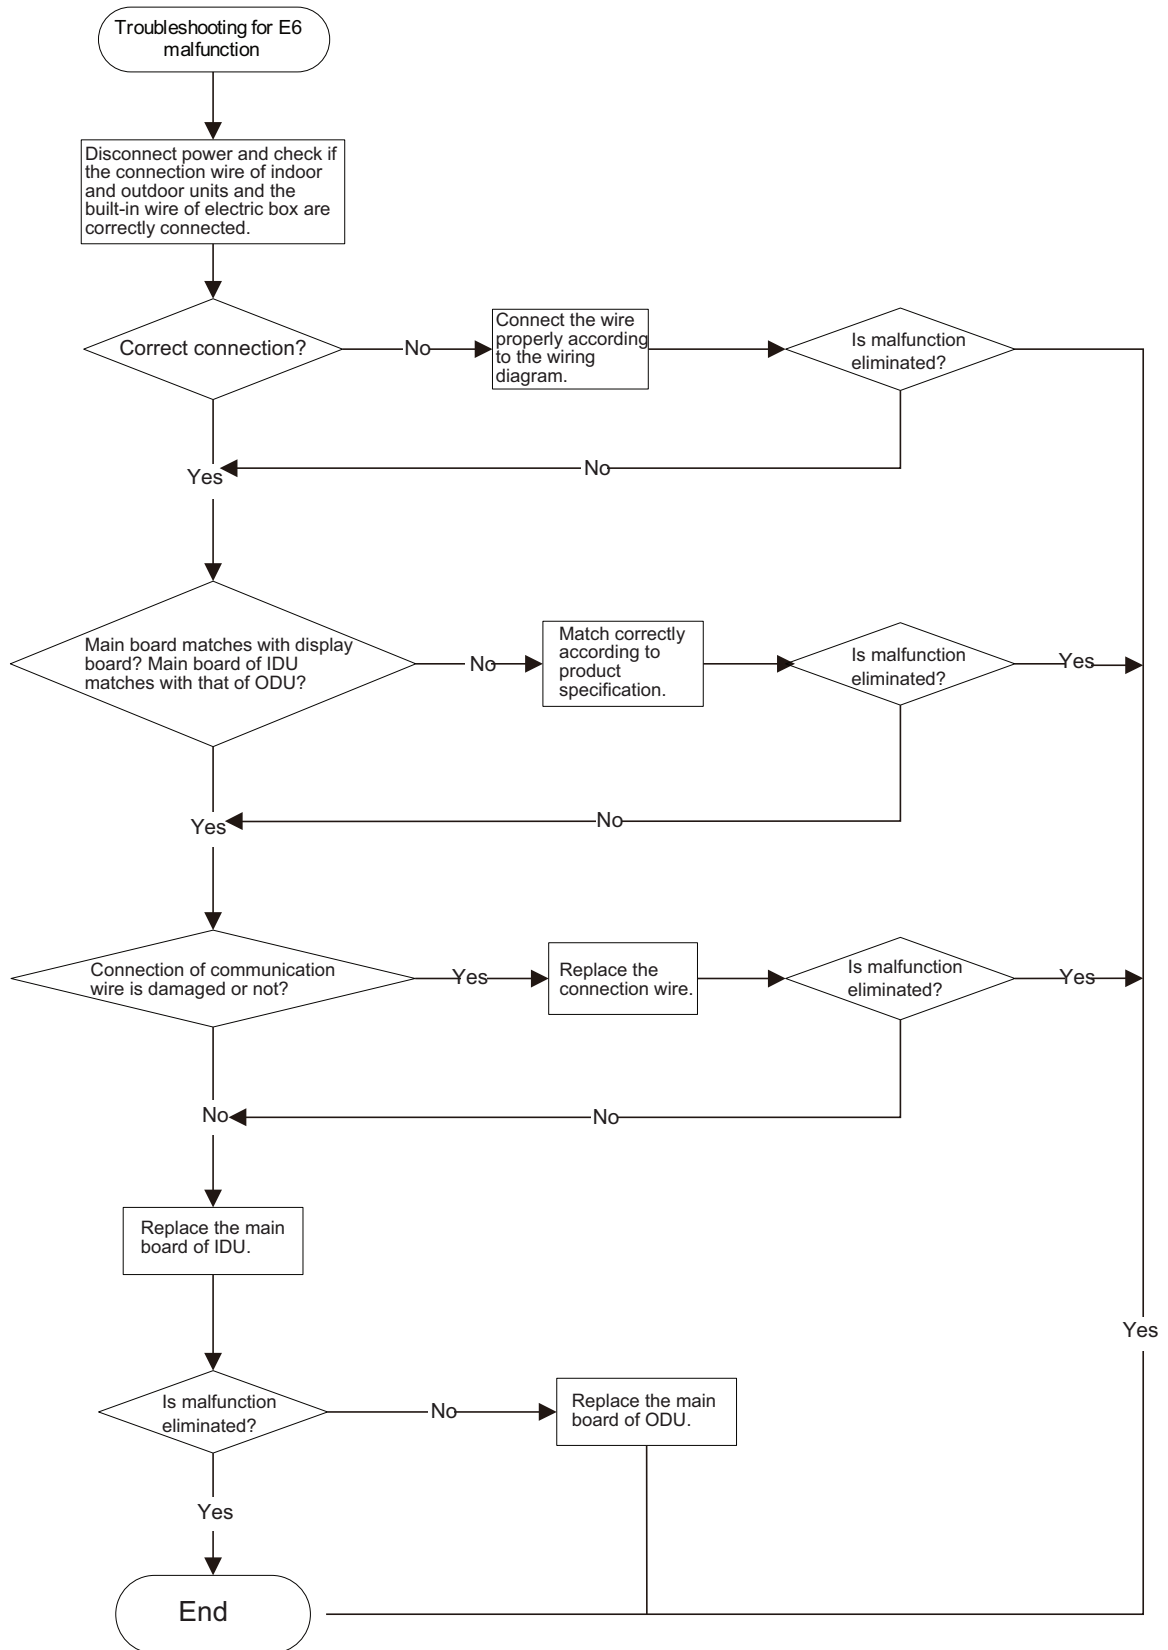 Troubleshooting for E6
malfunction
Disconnect power and check if
the connection wire of indoor
and outdoor units and the
built-in wire of electric box are
correctly connected.
Correct connection?
No
Connect the wire
properly according
to the wiring
diagram.
Is malfunction
eliminated?
No
Yes
Main board matches with display
board? Main board of IDU
matches with that of ODU?
No
Match correctly
according to
product
specification.
Is malfunction
eliminated?
Yes
No
Yes
Connection of communication
wire is damaged or not?
Yes
Replace the
connection wire.
Is malfunction
eliminated?
Yes
No
No
Replace the main
board of IDU.
Yes
Is malfunction
eliminated?
No
Replace the main
board of ODU.
Yes
End